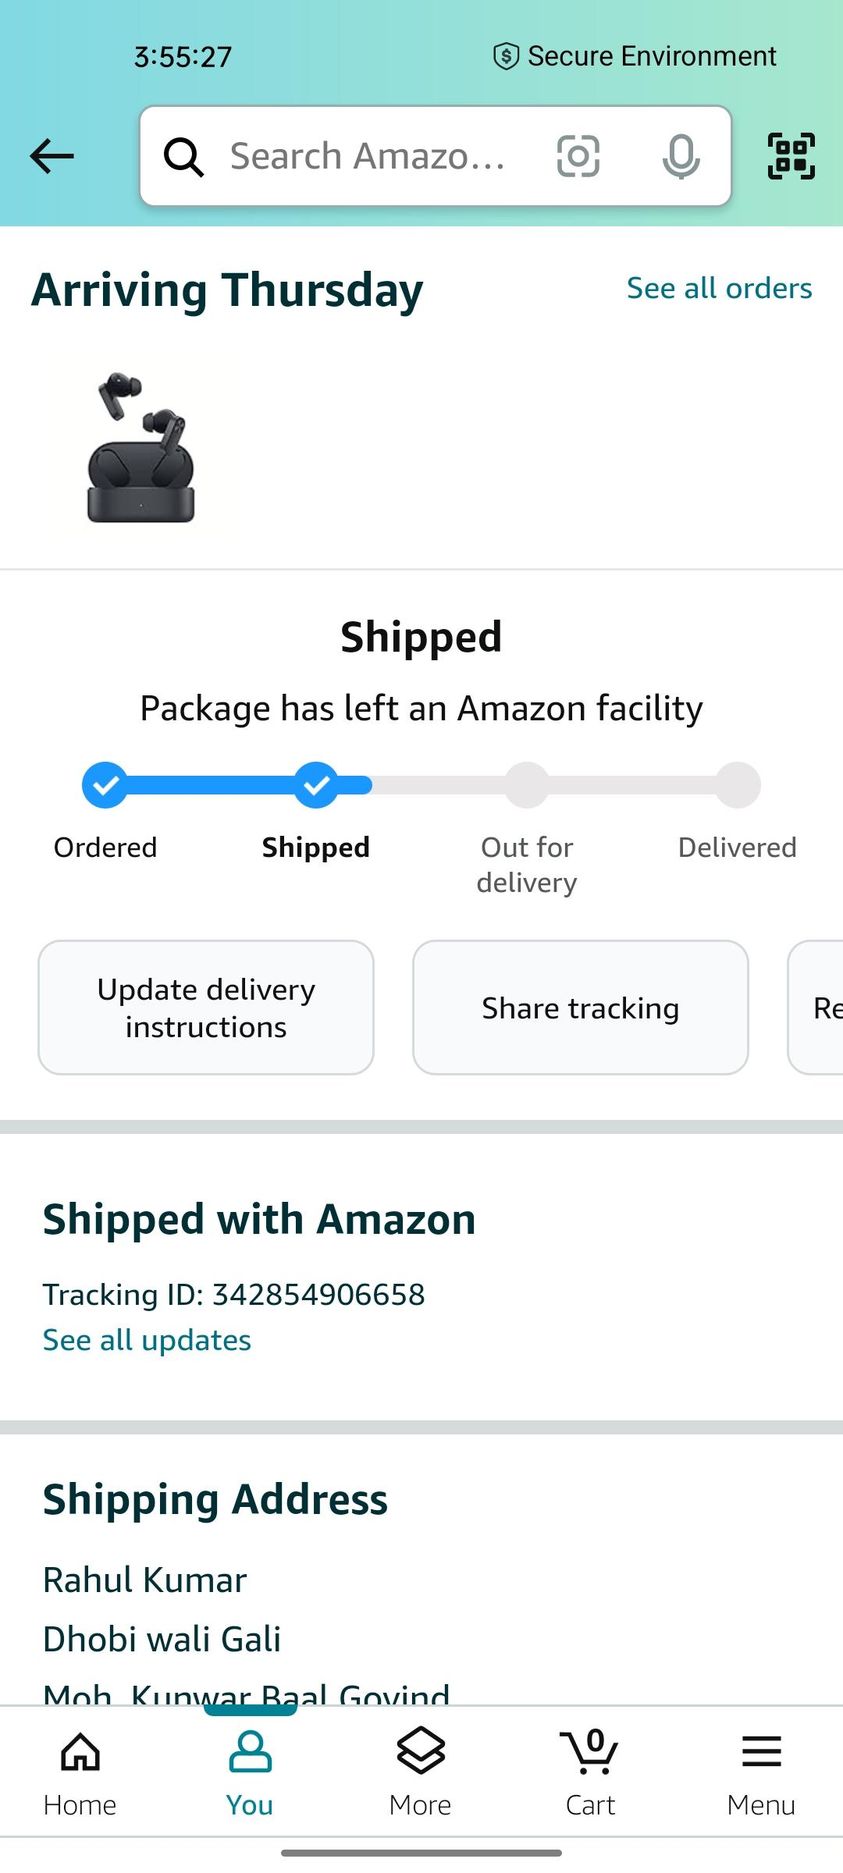 3:55:27
Secure Environment
Search Amazo...
Arriving Thursday
See all orders
Shipped
Package has left an Amazon facility
Ordered
Shipped
Out for
delivery
Delivered
Update delivery
instructions
Share tracking
Re
Shipped with Amazon
Tracking ID: 342854906658
See all updates
Shipping Address
Rahul Kumar
Dhobi wali Gali
Moh. Kunwar Baal Govind
Home
You
More
0
Cart
Menu